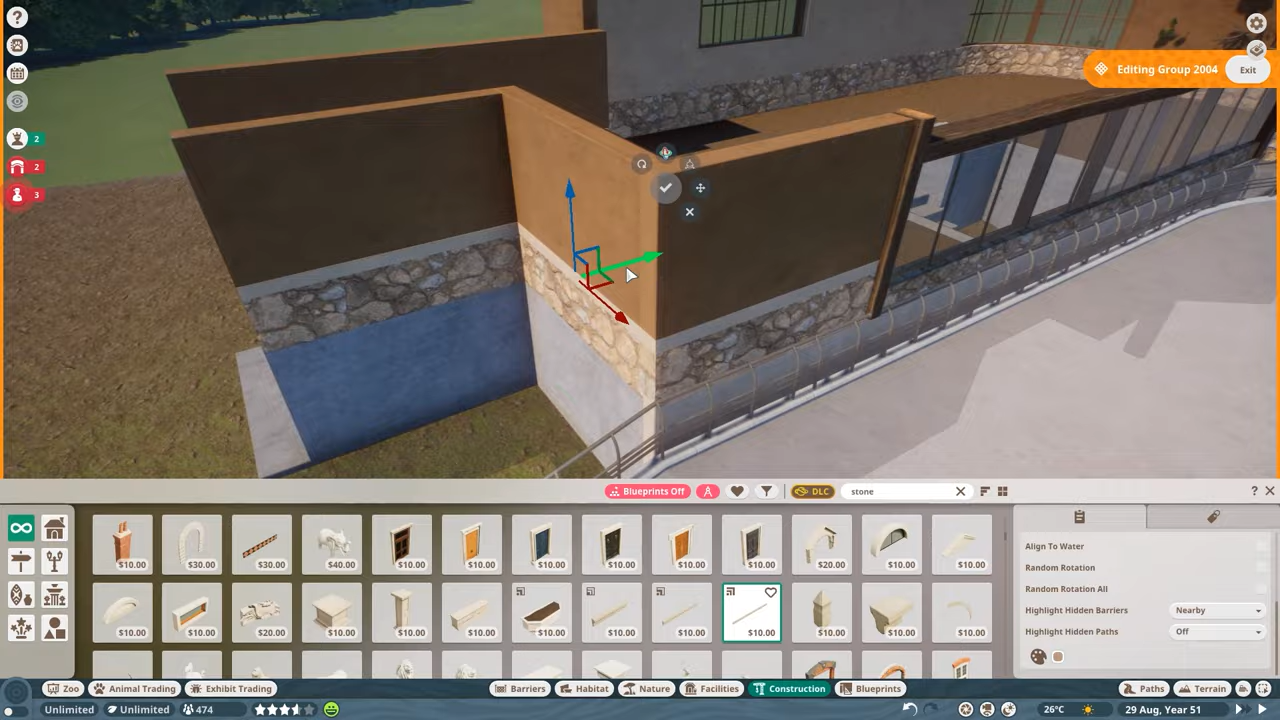 ?
Editing Group 2004
Exit
2
2
3
Blueprints Off
DLC
stone
?
$10.00 $30.00 $30.00 $40.00 $10.00 $10.00 $10.00 $10.00 $10.00 $10.00 $20.00 $10.00 $10.00
$10.00 $10.00 $20.00 $10.00 $10.00 $10.00 $10.00 $10.00 $10.00 $10.00 $10.00 $10.00 $10.00
Align To Water
Random Rotation
Random Rotation All
Highlight Hidden Barriers Nearby
Highlight Hidden Paths Off
Zoo Animal Trading Exhibit Trading Barriers Habitat Nature Facilities Construction Blueprints Paths Terrain
Unlimited Unlimited 474 26°C 29 Aug, Year 51